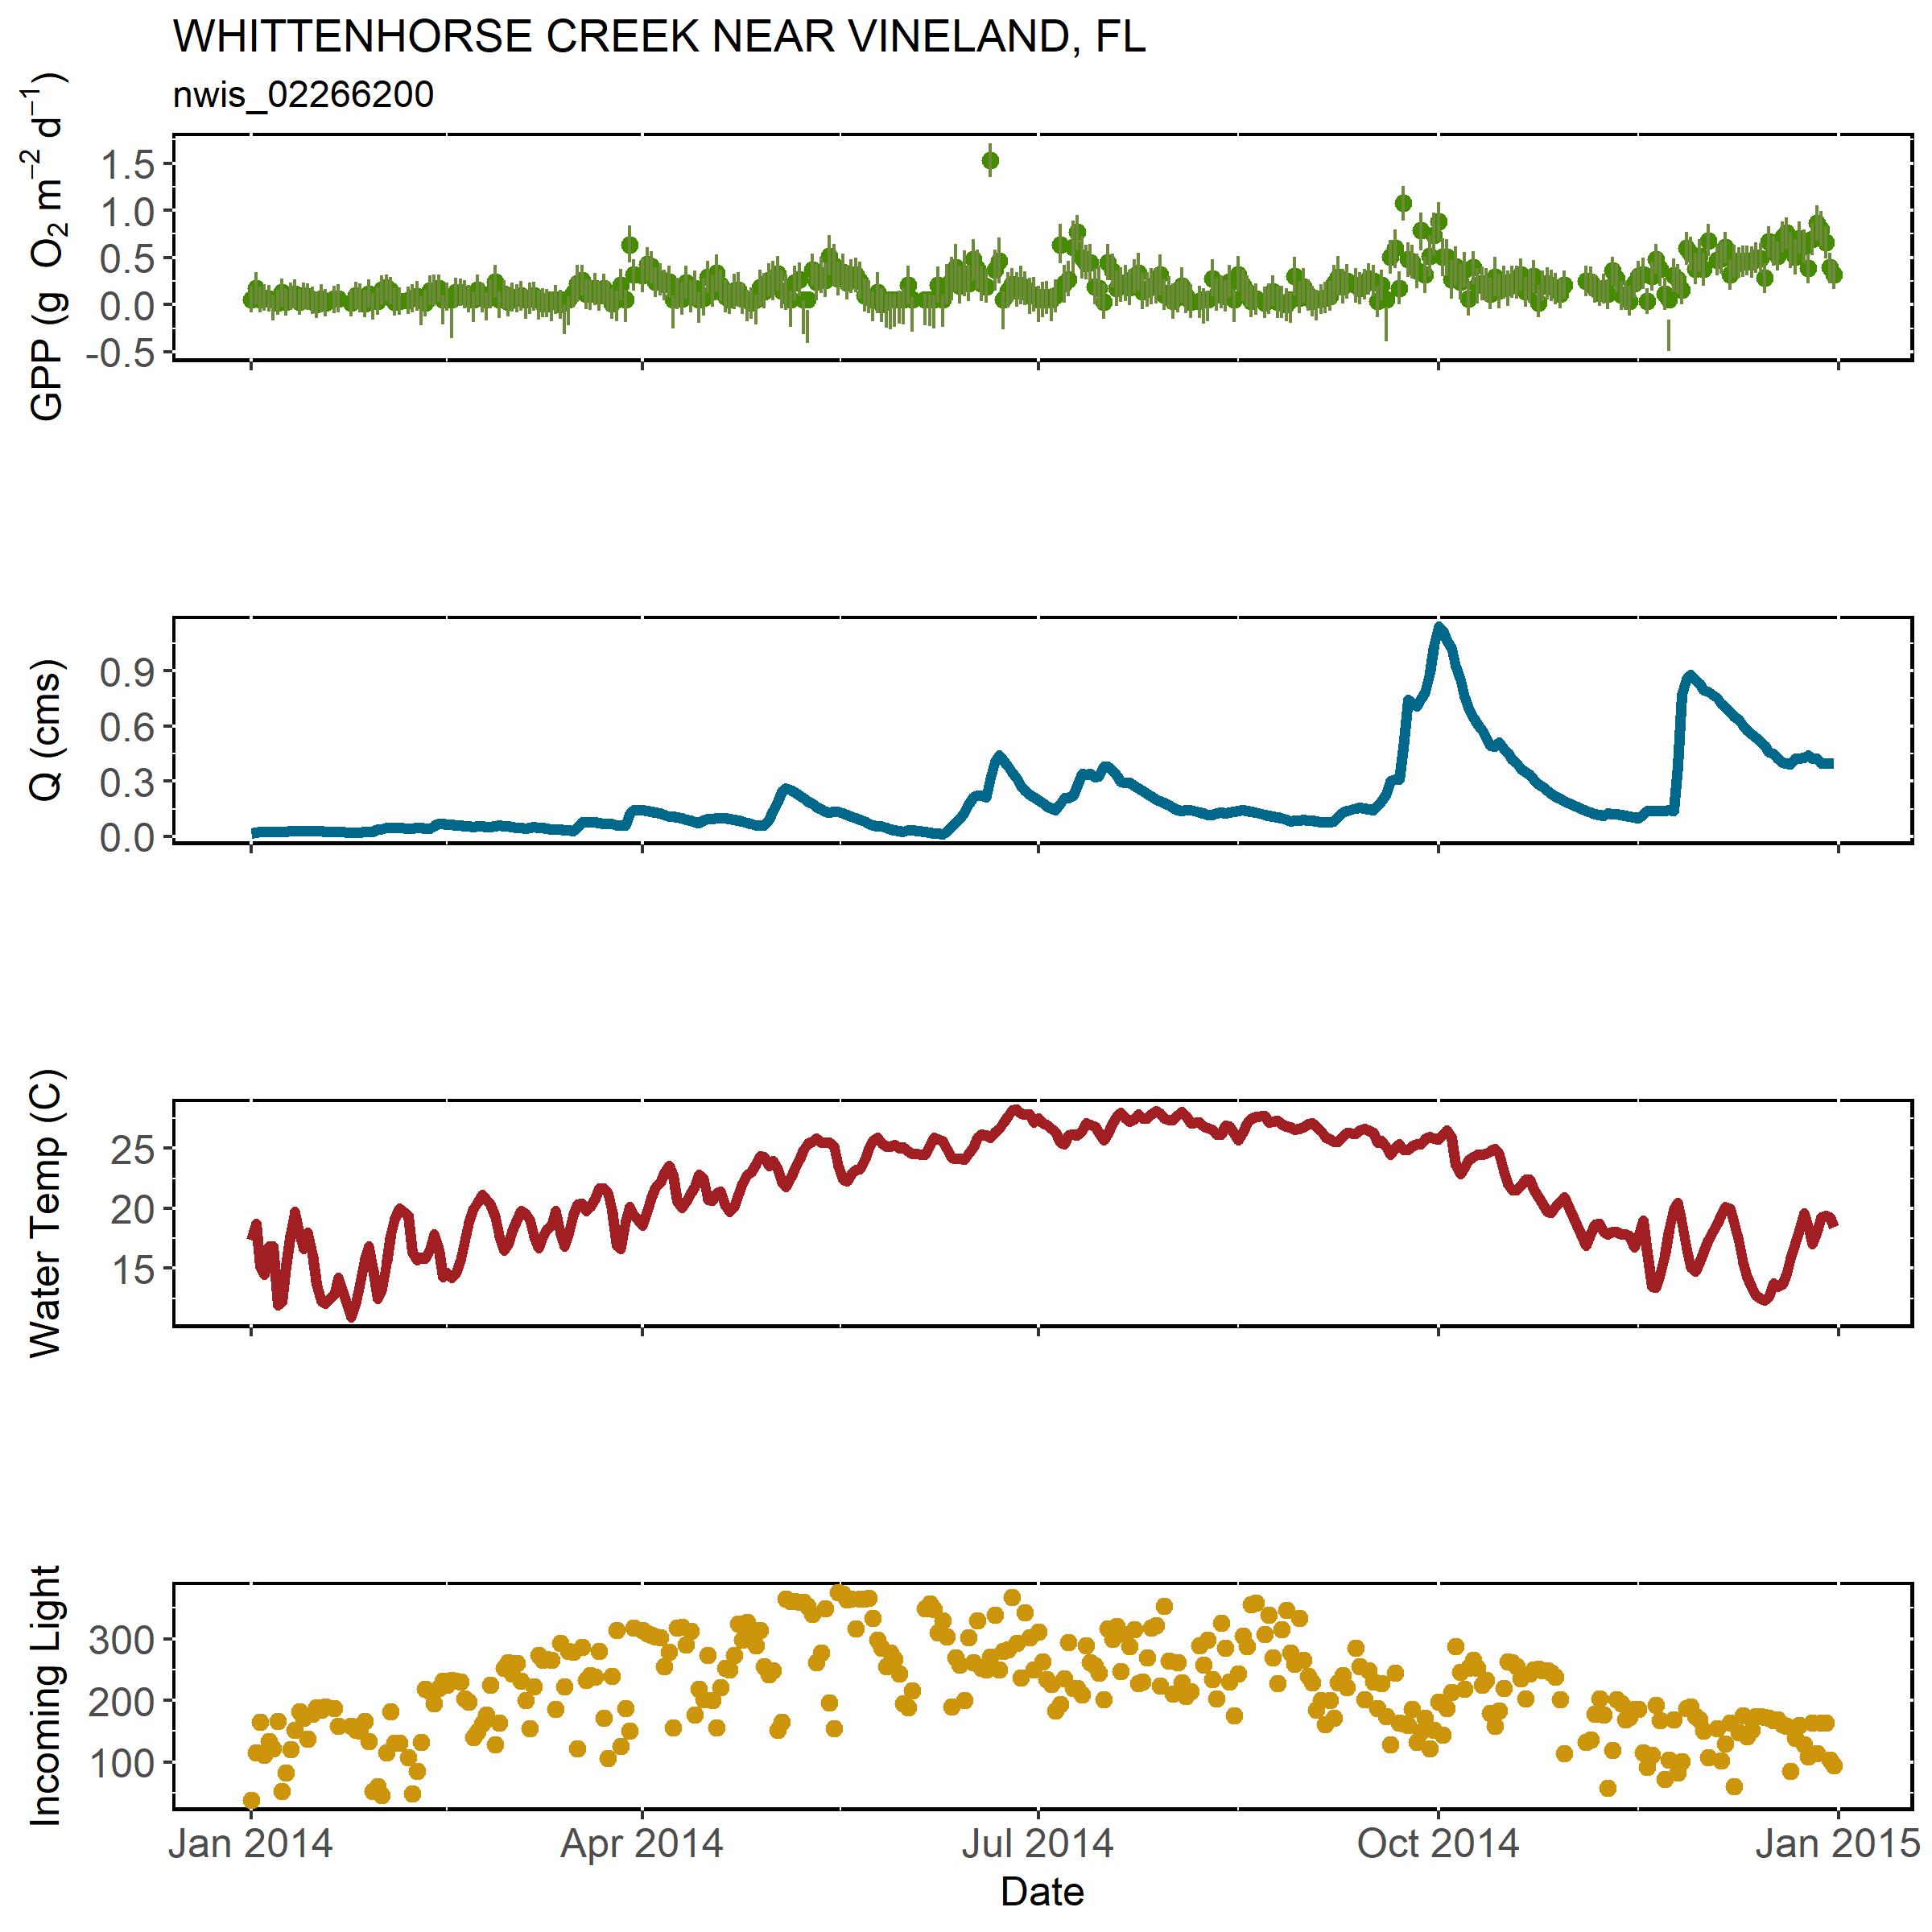 WHITTENHORSE CREEK NEAR VINELAND, FL
nwis_02266200
GPP (g O₂ m⁻² d⁻¹)
1.5
1.0
0.5
0.0
-0.5
Q (cms)
0.9
0.6
0.3
0.0
Water Temp (C)
25
20
15
Incoming Light
300
200
100
Jan 2014
Apr 2014
Jul 2014
Oct 2014
Jan 2015
Date